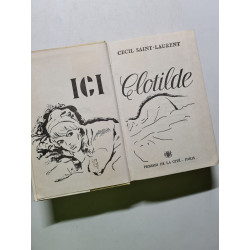 CECIL SAINT-LAURENT
ICI Clotilde
PRESSES DE LA CITÉ - PARIS